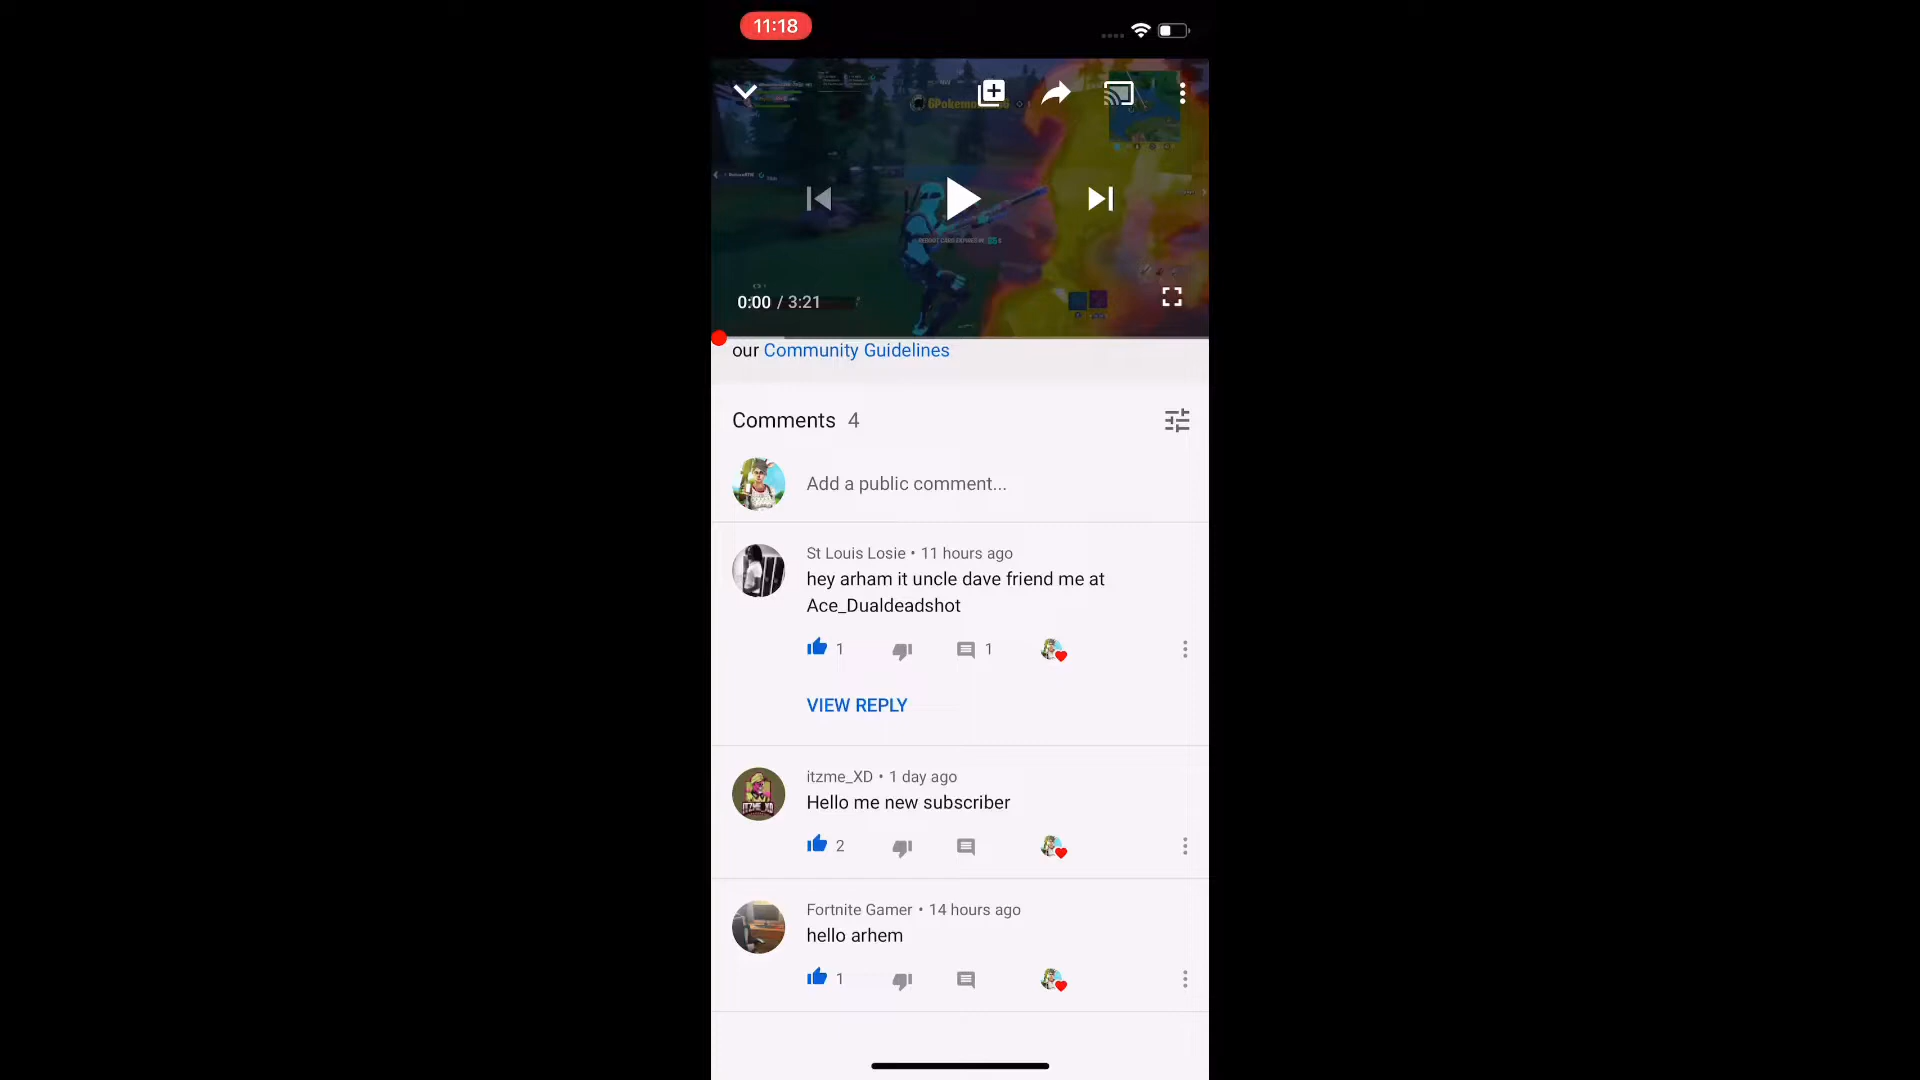 11:18
0:00 / 3:21
our Community Guidelines
Comments 4
Add a public comment...
St Louis Losie • 11 hours ago
hey arham it uncle dave friend me at
Ace_Dualdeadshot
1
1
VIEW REPLY
itzme_XD • 1 day ago
ITZME_XD
Hello me new subscriber
2
Fortnite Gamer • 14 hours ago
hello arhem
1